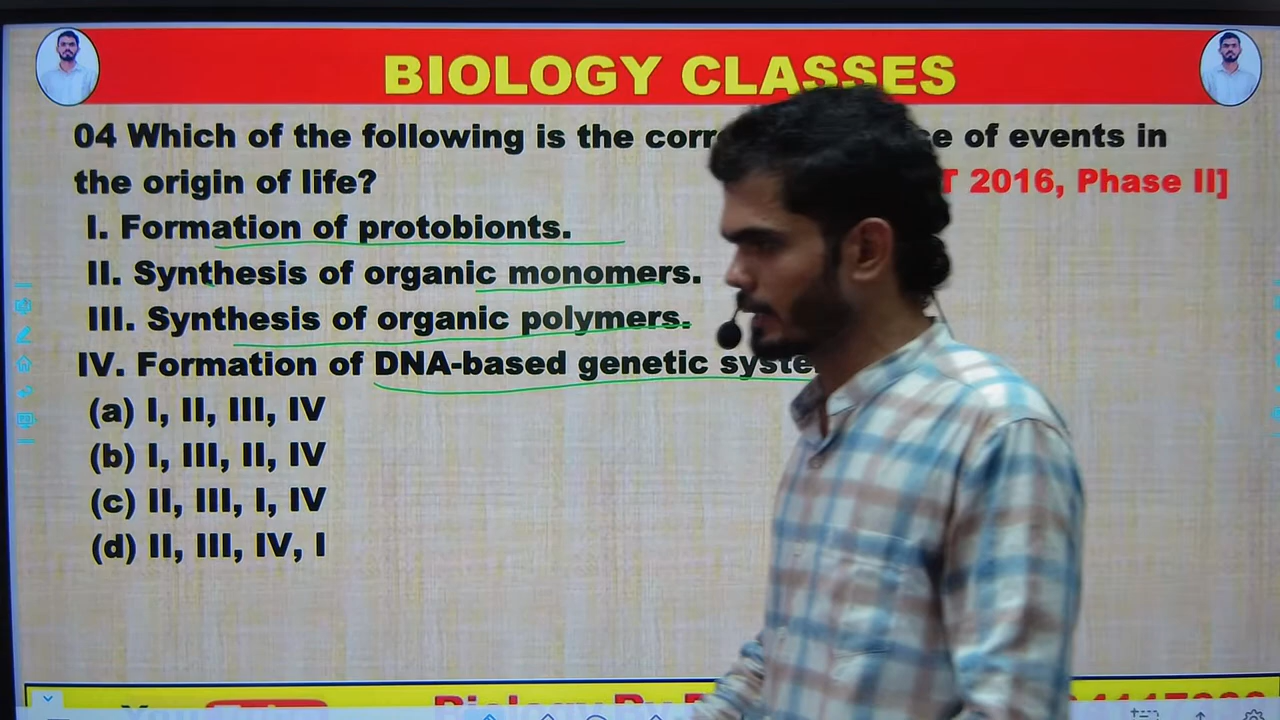 BIOLOGY CLASSES
04 Which of the following is the of events in
the origin of life? 2016, Phase II]
I. Formation of protobionts.
II. Synthesis of organic monomers.
III. Synthesis of organic polymers.
IV. Formation of DNA-based genetic
(a) I, II, III, IV
(b) I, III, II, IV
(c) II, III, I, IV
(d) II, III, IV, I